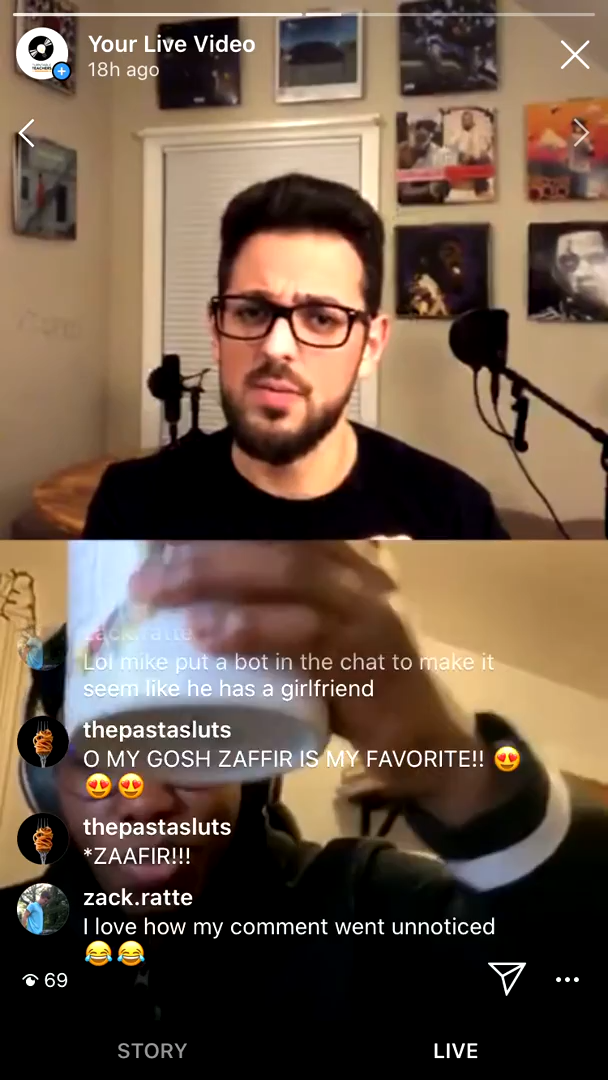 Your Live Video
18h ago
TEACHERS
zack.ratte
Lol mike put a bot in the chat to make it
seem like he has a girlfriend
thepastasluts
O MY GOSH ZAFFIR IS MY FAVORITE!! 😍
😍😍
thepastasluts
*ZAAFIR!!!
zack.ratte
I love how my comment went unnoticed
😂😂
69
STORY LIVE